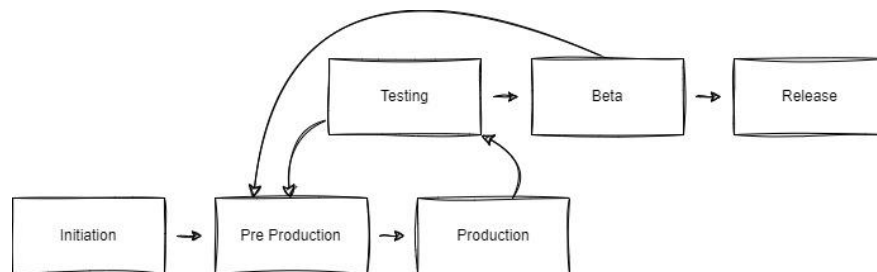 Testing
Beta
Release
Initiation
Pre Production
Production